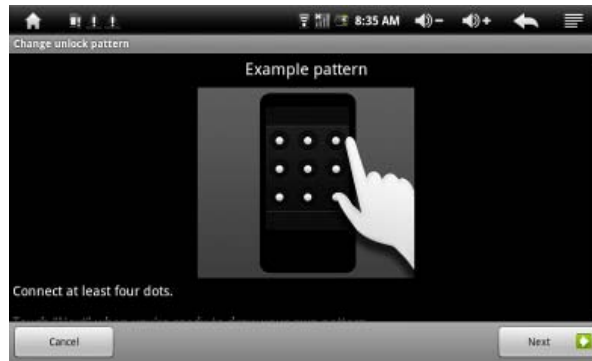 8:35 AM
Change unlock pattern
Example pattern
Connect at least four dots.
Cancel
Next